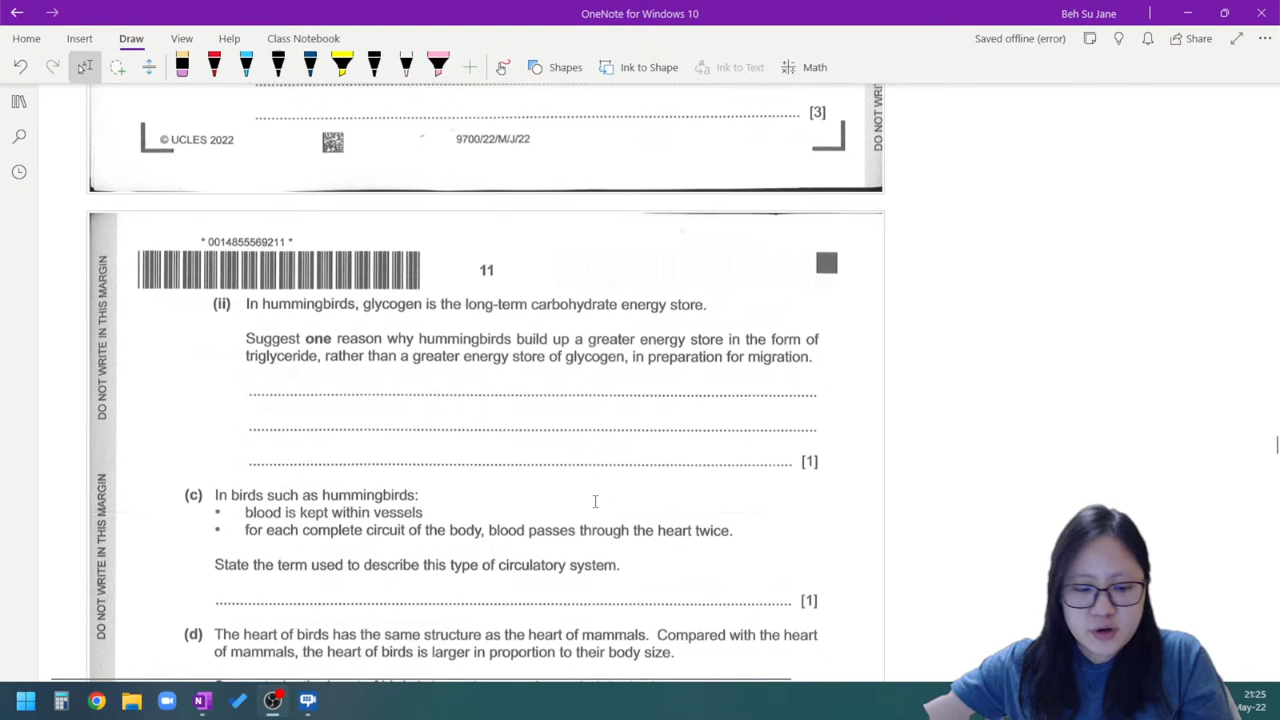 OneNote for Windows 10
Beh Su Jane
Home Insert Draw View Help Class Notebook
Saved offline (error)
Share
Shapes
Ink to Shape
Ink to Text
Math
[3]
© UCLES 2022
9700/22/M/J/22
DO NOT WRIT
* 0014855569211 *
11
DO NOT WRITE IN THIS MARGIN
(ii) In hummingbirds, glycogen is the long-term carbohydrate energy store.
Suggest one reason why hummingbirds build up a greater energy store in the form of
triglyceride, rather than a greater energy store of glycogen, in preparation for migration.
[1]
DO NOT WRITE IN THIS MARGIN
(c) In birds such as hummingbirds:
• blood is kept within vessels
• for each complete circuit of the body, blood passes through the heart twice.
State the term used to describe this type of circulatory system.
[1]
(d) The heart of birds has the same structure as the heart of mammals. Compared with the heart
of mammals, the heart of birds is larger in proportion to their body size.
21:25
May-22